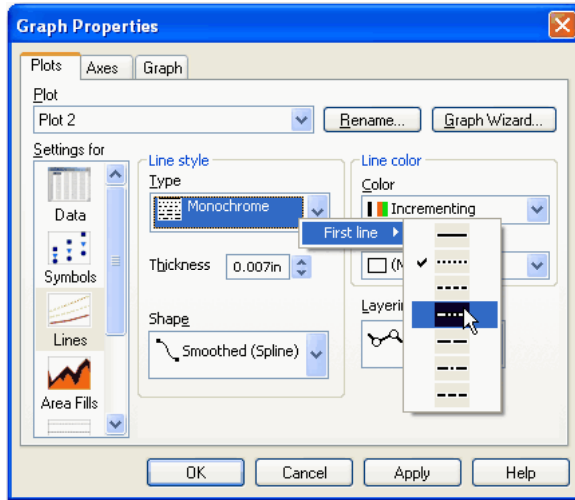 Graph Properties
Plots Axes Graph
Plot
Plot 2 Rename... Graph Wizard...
Settings for
Line style
Line color
Type
Color
Data
Monochrome
Incrementing
First line
Thickness 0.007in
Symbols
Shape
Smoothed (Spline)
Lines
Area Fills
OK Cancel Apply Help